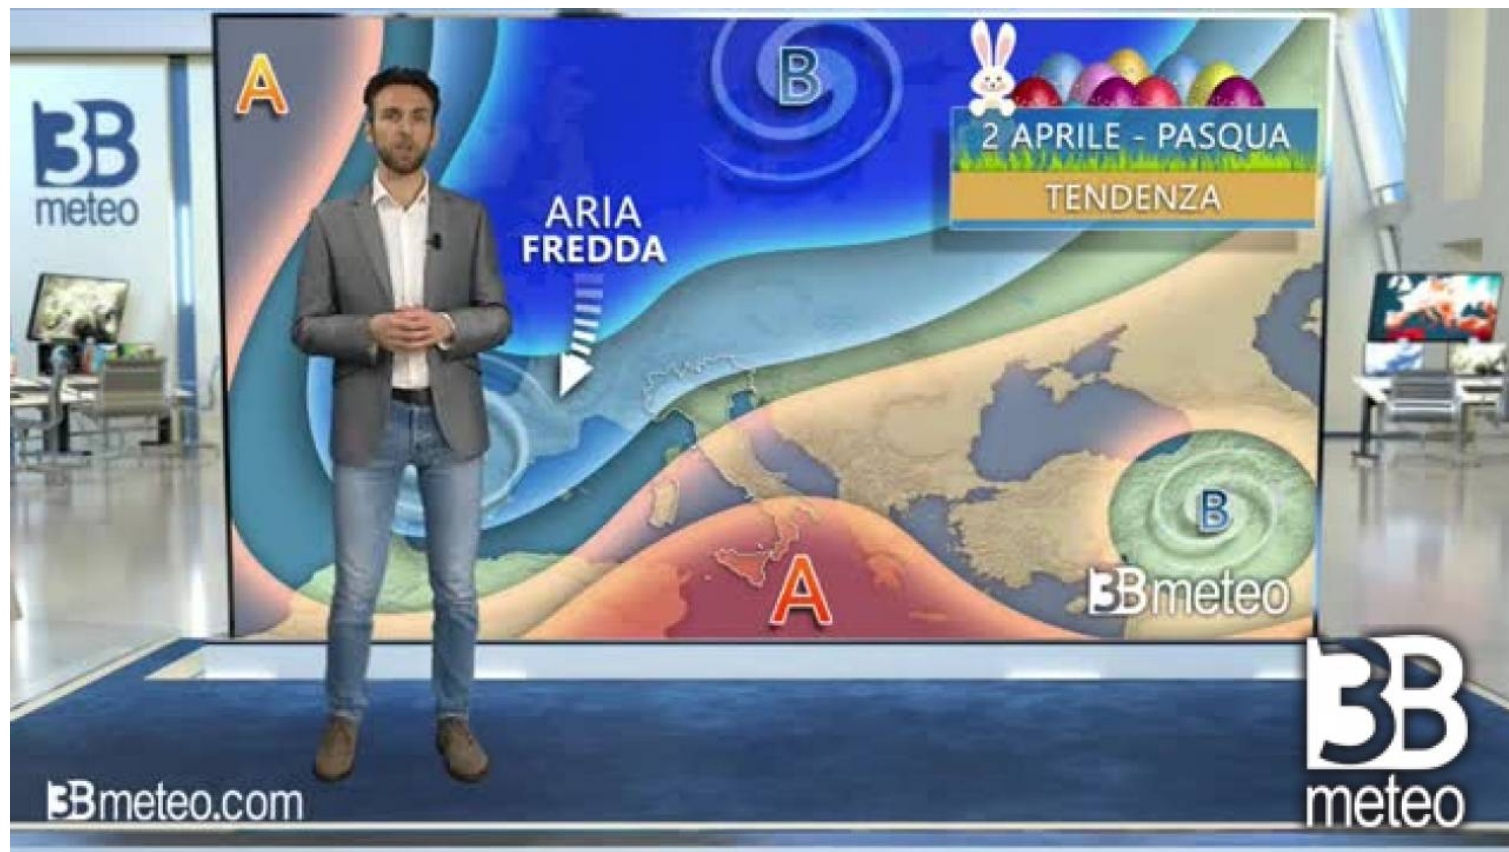 A
B
2 APRILE - PASQUA
TENDENZA
3B
meteo
ARIA
FREDDA
B
A
3Bmeteo
3B
meteo
3Bmeteo.com